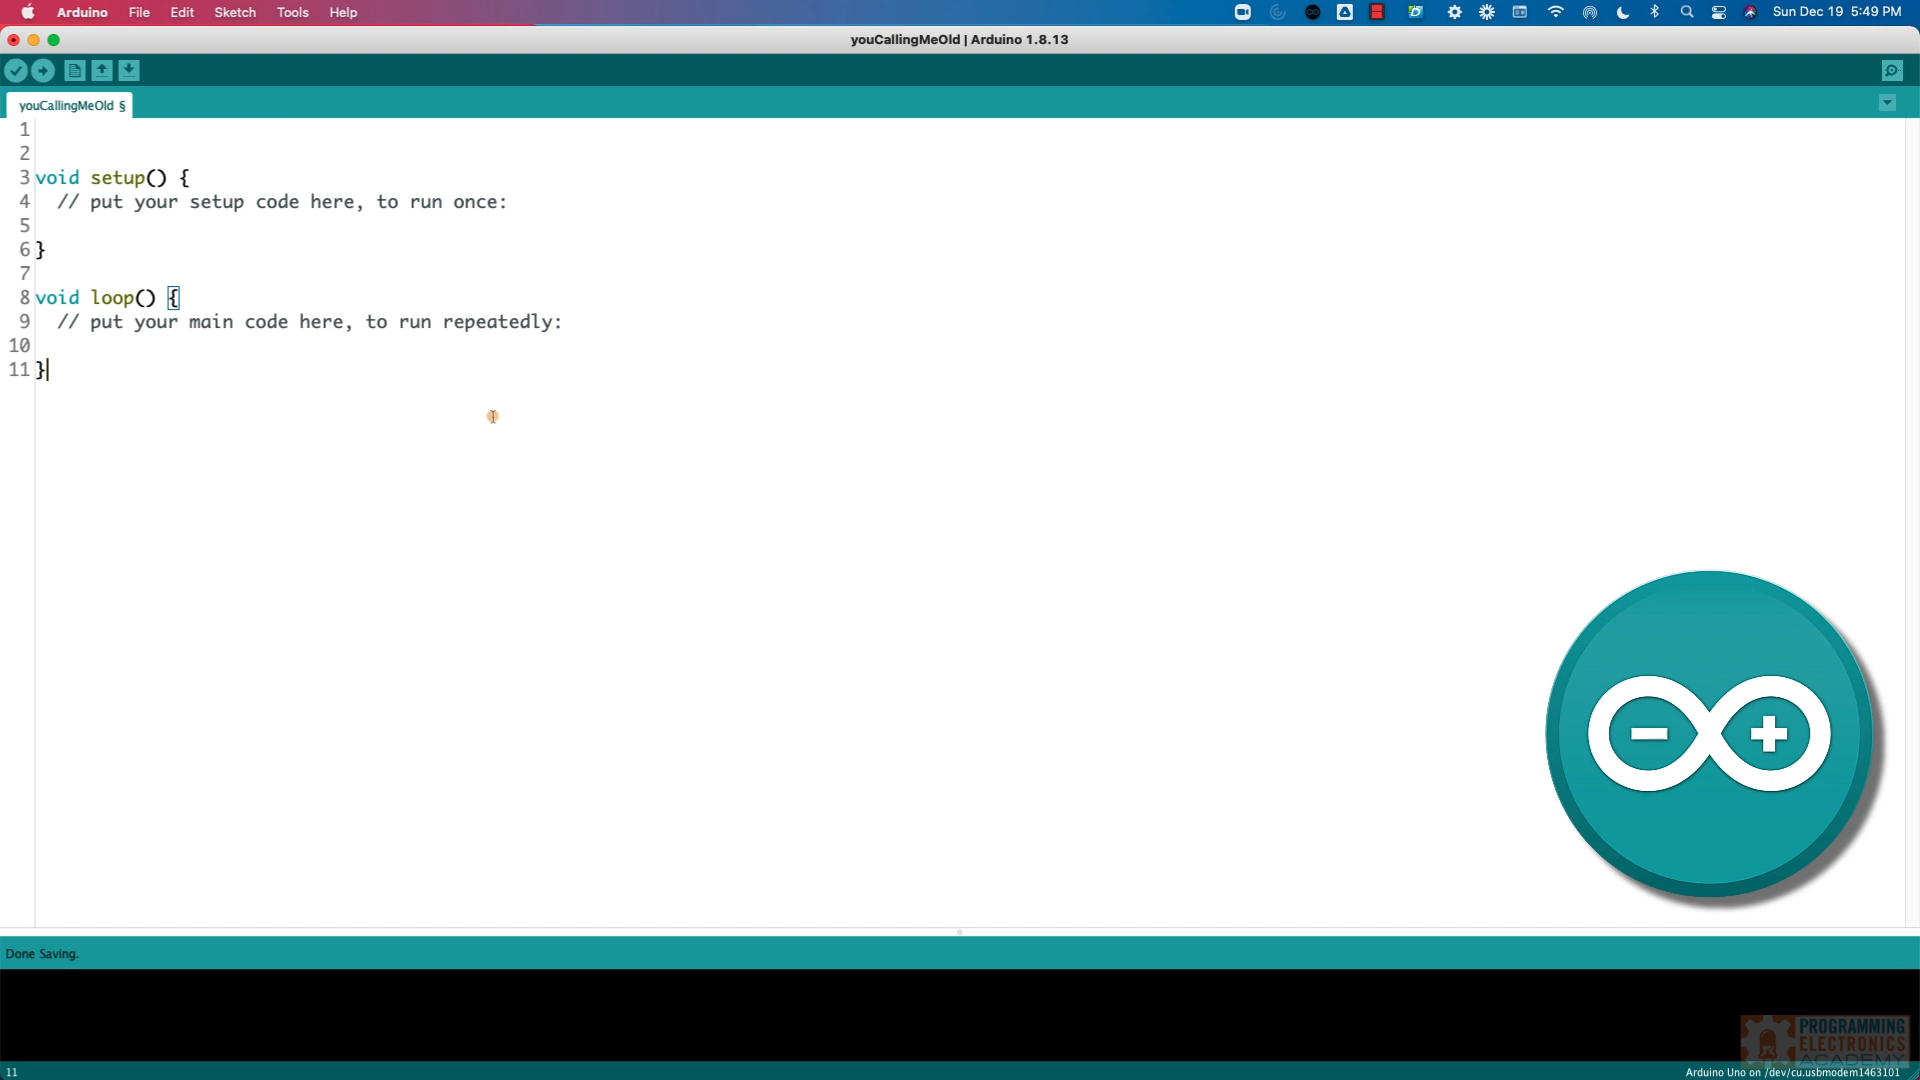 Arduino File Edit Sketch Tools Help Sun Dec 19 5:49 PM
youCallingMeOld | Arduino 1.8.13
youCallingMeOld §
1
2
3 void setup() {
4 // put your setup code here, to run once:
5
6 }
7
8 void loop() {
9 // put your main code here, to run repeatedly:
10
11 }
Done Saving.
PROGRAMMING
ELECTRONICS
ACADEMY
11 Arduino Uno on /dev/cu.usbmodem1463101